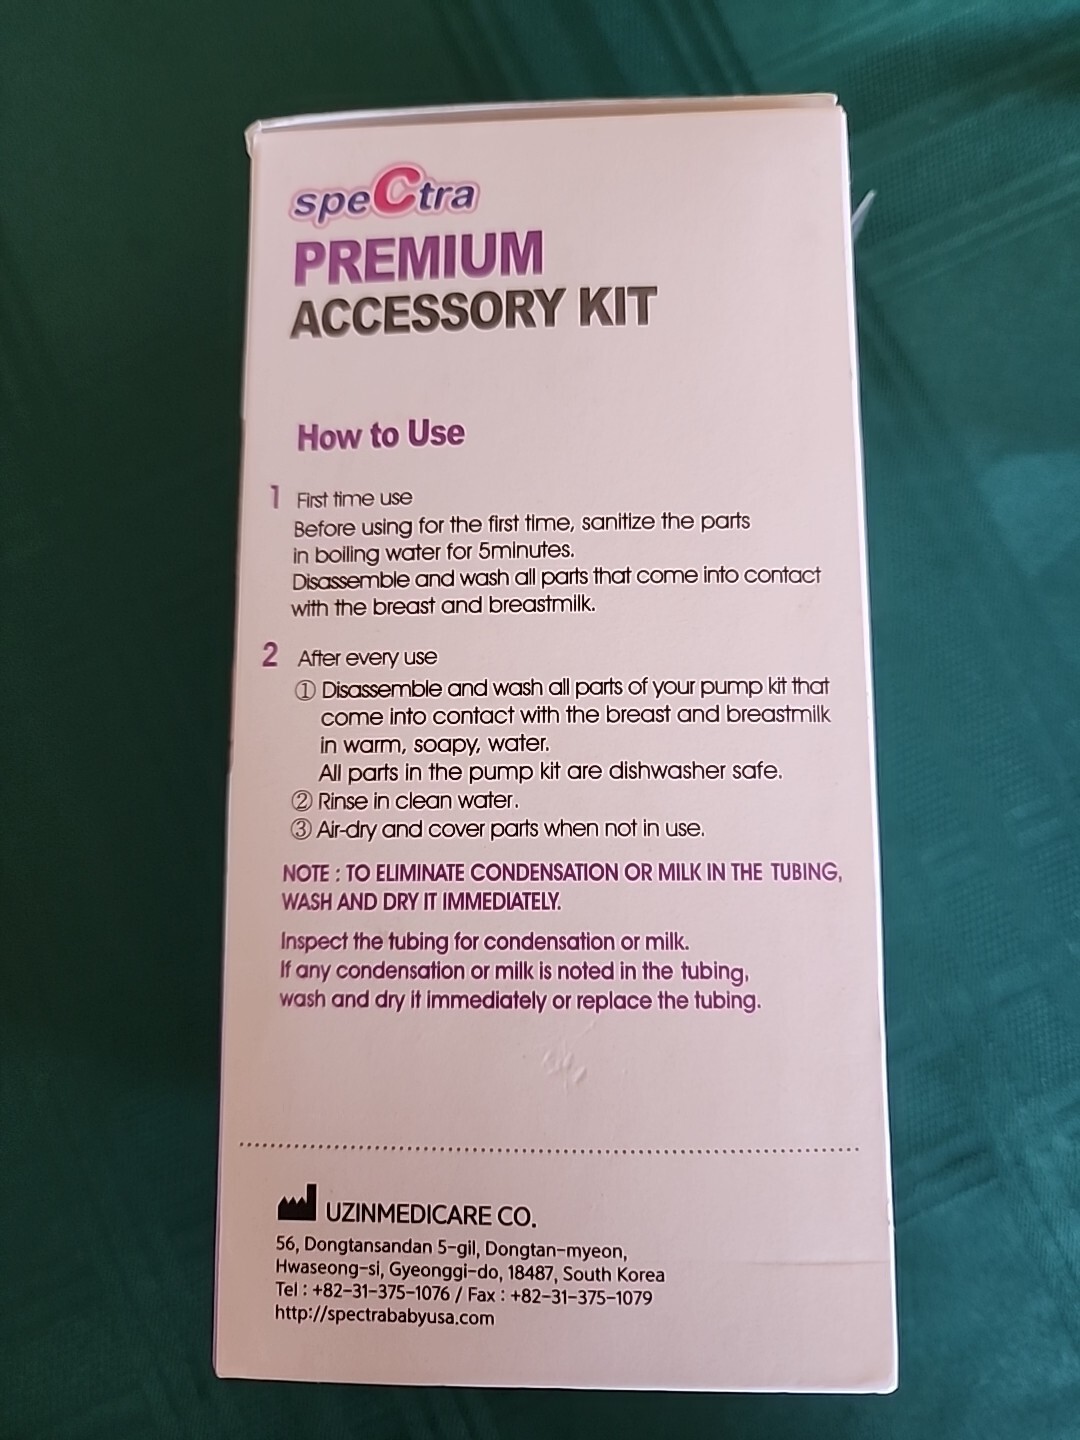 speCtra
PREMIUM
ACCESSORY KIT
How to Use
1 First time use
Before using for the first time, sanitize the parts
in boiling water for 5minutes.
Disassemble and wash all parts that come into contact
with the breast and breastmilk.
2 After every use
① Disassemble and wash all parts of your pump kit that
come into contact with the breast and breastmilk
in warm, soapy, water.
All parts in the pump kit are dishwasher safe.
② Rinse in clean water.
③ Air-dry and cover parts when not in use.
NOTE : TO ELIMINATE CONDENSATION OR MILK IN THE TUBING,
WASH AND DRY IT IMMEDIATELY.
Inspect the tubing for condensation or milk.
If any condensation or milk is noted in the tubing,
wash and dry it immediately or replace the tubing.
UZINMEDICARE CO.
56, Dongtansandan 5-gil, Dongtan-myeon,
Hwaseong-si, Gyeonggi-do, 18487, South Korea
Tel : +82-31-375-1076 / Fax : +82-31-375-1079
http://spectrababyusa.com